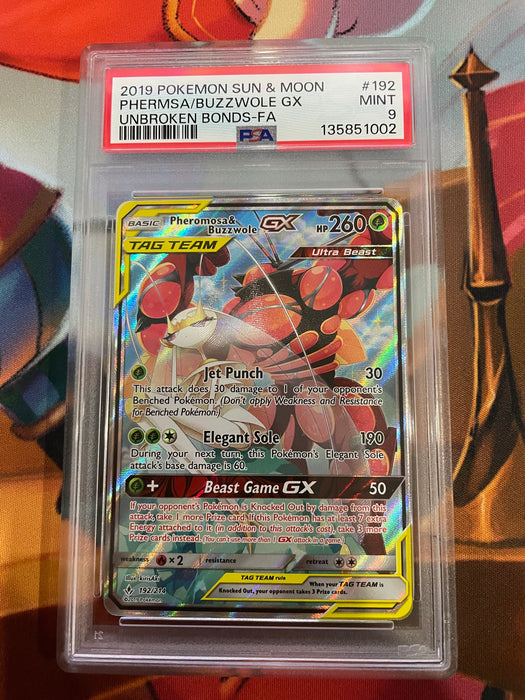 2019 POKEMON SUN & MOON #192
PHERMSA/BUZZWOLE GX MINT
UNBROKEN BONDS-FA 9
PSA 135851002
BASIC Pheromosa& Buzzwole GX HP 260
TAG TEAM
Ultra Beast
Jet Punch 30
This attack does 30 damage to 1 of your opponent's
Benched Pokémon. (Don't apply Weakness and Resistance
for Benched Pokémon.)
Elegant Sole 190
During your next turn, this Pokémon's Elegant Sole
attack's base damage is 60.
+ Beast Game GX 50
If your opponent's Pokémon is Knocked Out by damage from this
attack, take 1 more Prize card. If this Pokémon has at least 7 extra
Energy attached to it (in addition to this attack's cost), take 3 more
Prize cards instead. (You can't use more than 1 GX attack in a game.)
weakness ×2 resistance retreat
Illus. kirisAki
TAG TEAM rule
When your TAG TEAM is
Knocked Out, your opponent takes 3 Prize cards.
©2019 Pokémon